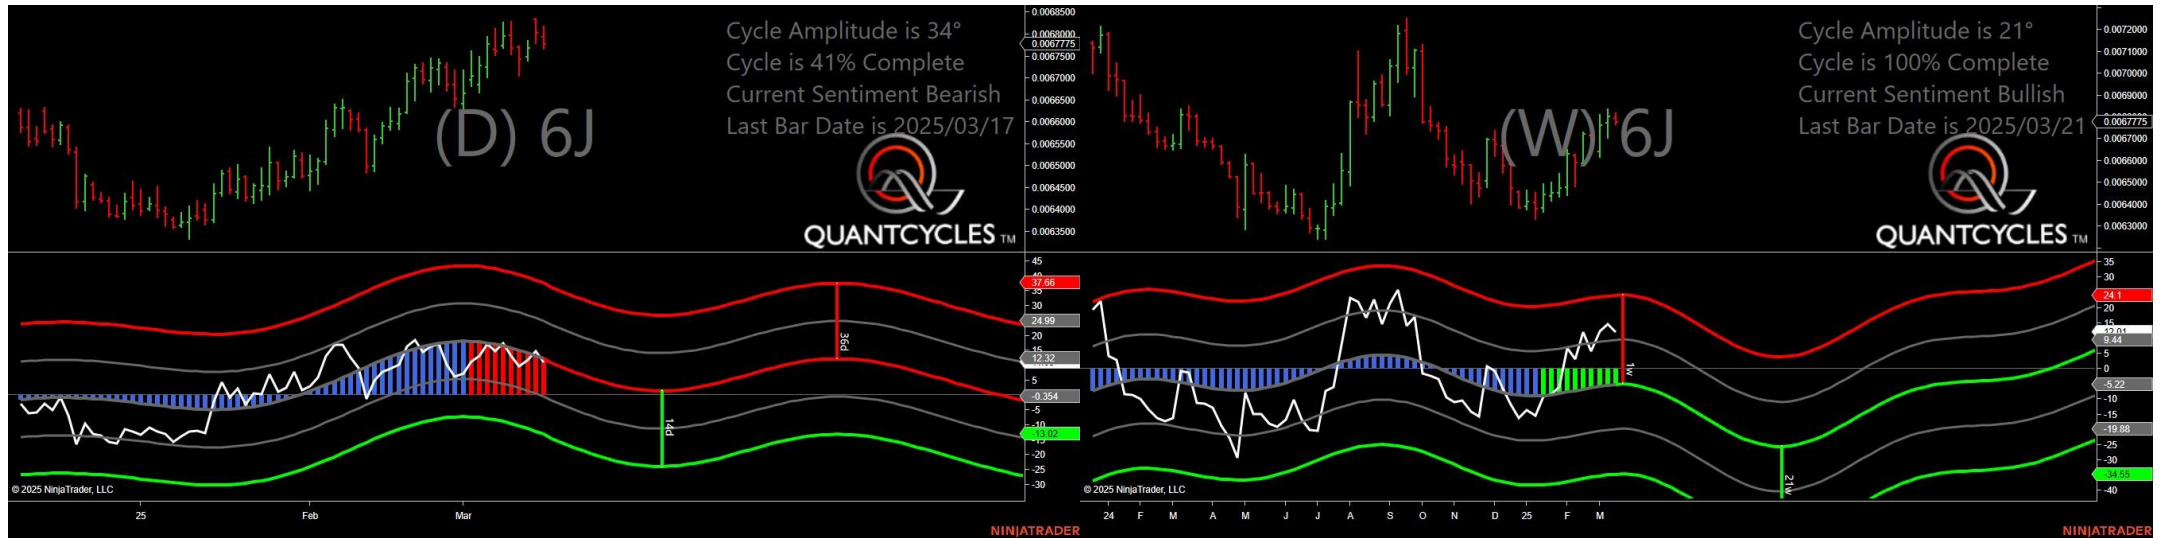 Cycle Amplitude is 34°
Cycle is 41% Complete
Current Sentiment Bearish
Last Bar Date is 2025/03/17
(D) 6J
QUANTCYCLES TM
0.0068500
0.0068000
0.0067775
0.0067500
0.0067000
0.0066500
0.0066000
0.0065500
0.0065000
0.0064500
0.0064000
0.0063500
45
37.66
35
30
24.99
20
15
12.32
5
-0.354
-5
-10
-13.02
-20
-25
-30
36d
14d
© 2025 NinjaTrader, LLC
25 Feb Mar
NINJATRADER
Cycle Amplitude is 21°
Cycle is 100% Complete
Current Sentiment Bullish
Last Bar Date is 2025/03/21
(W) 6J
QUANTCYCLES TM
0.0072000
0.0071000
0.0070000
0.0069000
0.0067775
0.0067000
0.0066000
0.0065000
0.0064000
0.0063000
35
30
24.1
20
15
12.01
9.44
5
0
-5.22
-10
-15
-19.88
-25
-30
-34.55
-40
1w
21w
© 2025 NinjaTrader, LLC
24 F M A M J J A S O N D 25 F M
NINJATRADER